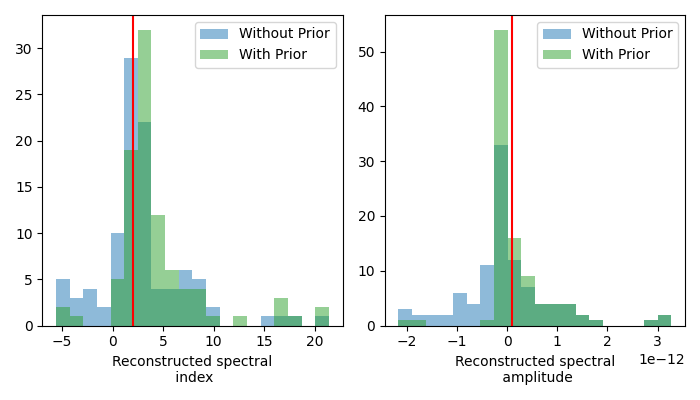 Without Prior
With Prior
30
25
20
15
10
5
0
−5
0
5
10
15
20
Reconstructed spectral
index
Without Prior
With Prior
50
40
30
20
10
0
−2
−1
0
1
2
3
1e−12
Reconstructed spectral
amplitude